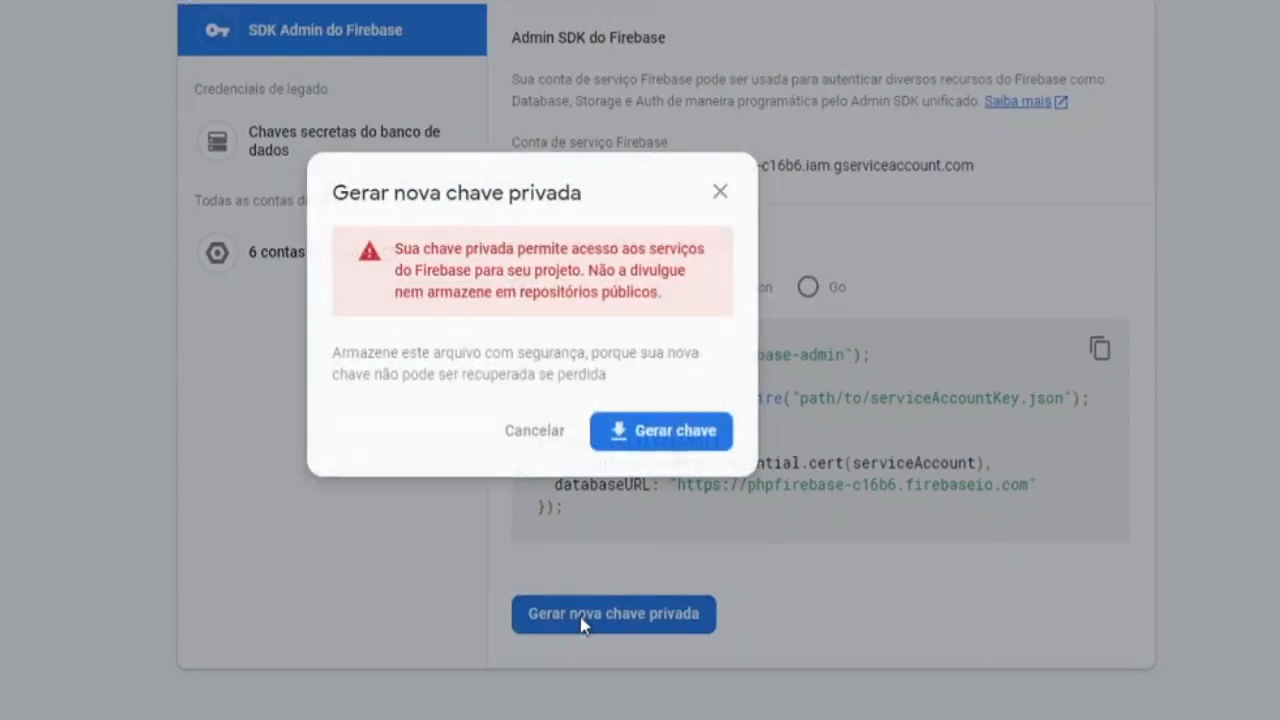 SDK Admin do Firebase
Credenciais de legado
Chaves secretas do banco de
dados
Todas as contas d
6 contas
Admin SDK do Firebase
Sua conta de serviço Firebase pode ser usada para autenticar diversos recursos do Firebase como
Database, Storage e Auth de maneira programática pelo Admin SDK unificado. Saiba mais
Conta de serviço Firebase
-c16b6.iam.gserviceaccount.com
Gerar nova chave privada
Sua chave privada permite acesso aos serviços
do Firebase para seu projeto. Não a divulgue
nem armazene em repositórios públicos.
Armazene este arquivo com segurança, porque sua nova
chave não pode ser recuperada se perdida
Cancelar
Gerar chave
on
Go
base-admin");
ire("path/to/serviceAccountKey.json");
ntial.cert(serviceAccount),
databaseURL: "https://phpfirebase-c16b6.firebaseio.com"
});
Gerar nova chave privada